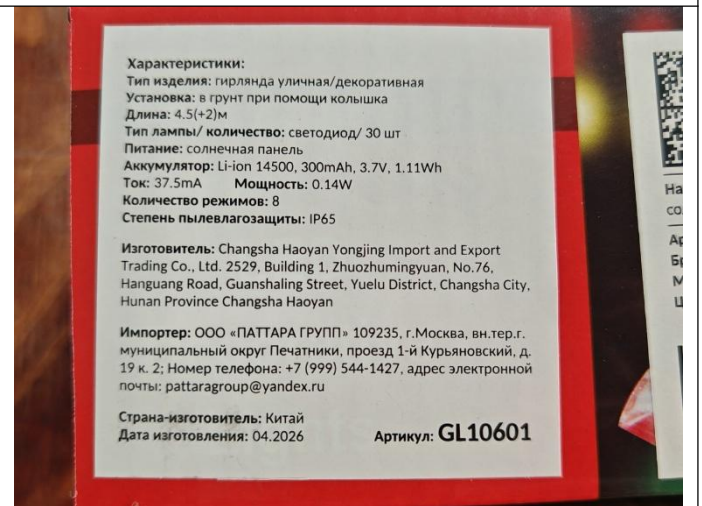 Характеристики:
Тип изделия: гирлянда уличная/декоративная
Установка: в грунт при помощи колышка
Длина: 4.5(+2)м
Тип лампы/ количество: светодиод/ 30 шт
Питание: солнечная панель
Аккумулятор: Li-ion 14500, 300mAh, 3.7V, 1.11Wh
Ток: 37.5mA Мощность: 0.14W
Количество режимов: 8
Степень пылевлагозащиты: IP65
Изготовитель: Changsha Haoyan Yongjing Import and Export
Trading Co., Ltd. 2529, Building 1, Zhuozhumingyuan, No.76,
Hanguang Road, Guanshaling Street, Yuelu District, Changsha City,
Hunan Province Changsha Haoyan
Импортер: ООО «ПАТТАРА ГРУПП» 109235, г.Москва, вн.тер.г.
муниципальный округ Печатники, проезд 1-й Курьяновский, д.
19 к. 2; Номер телефона: +7 (999) 544-1427, адрес электронной
почты: pattaragroup@yandex.ru
Страна-изготовитель: Китай
Дата изготовления: 04.2026 Артикул: GL10601